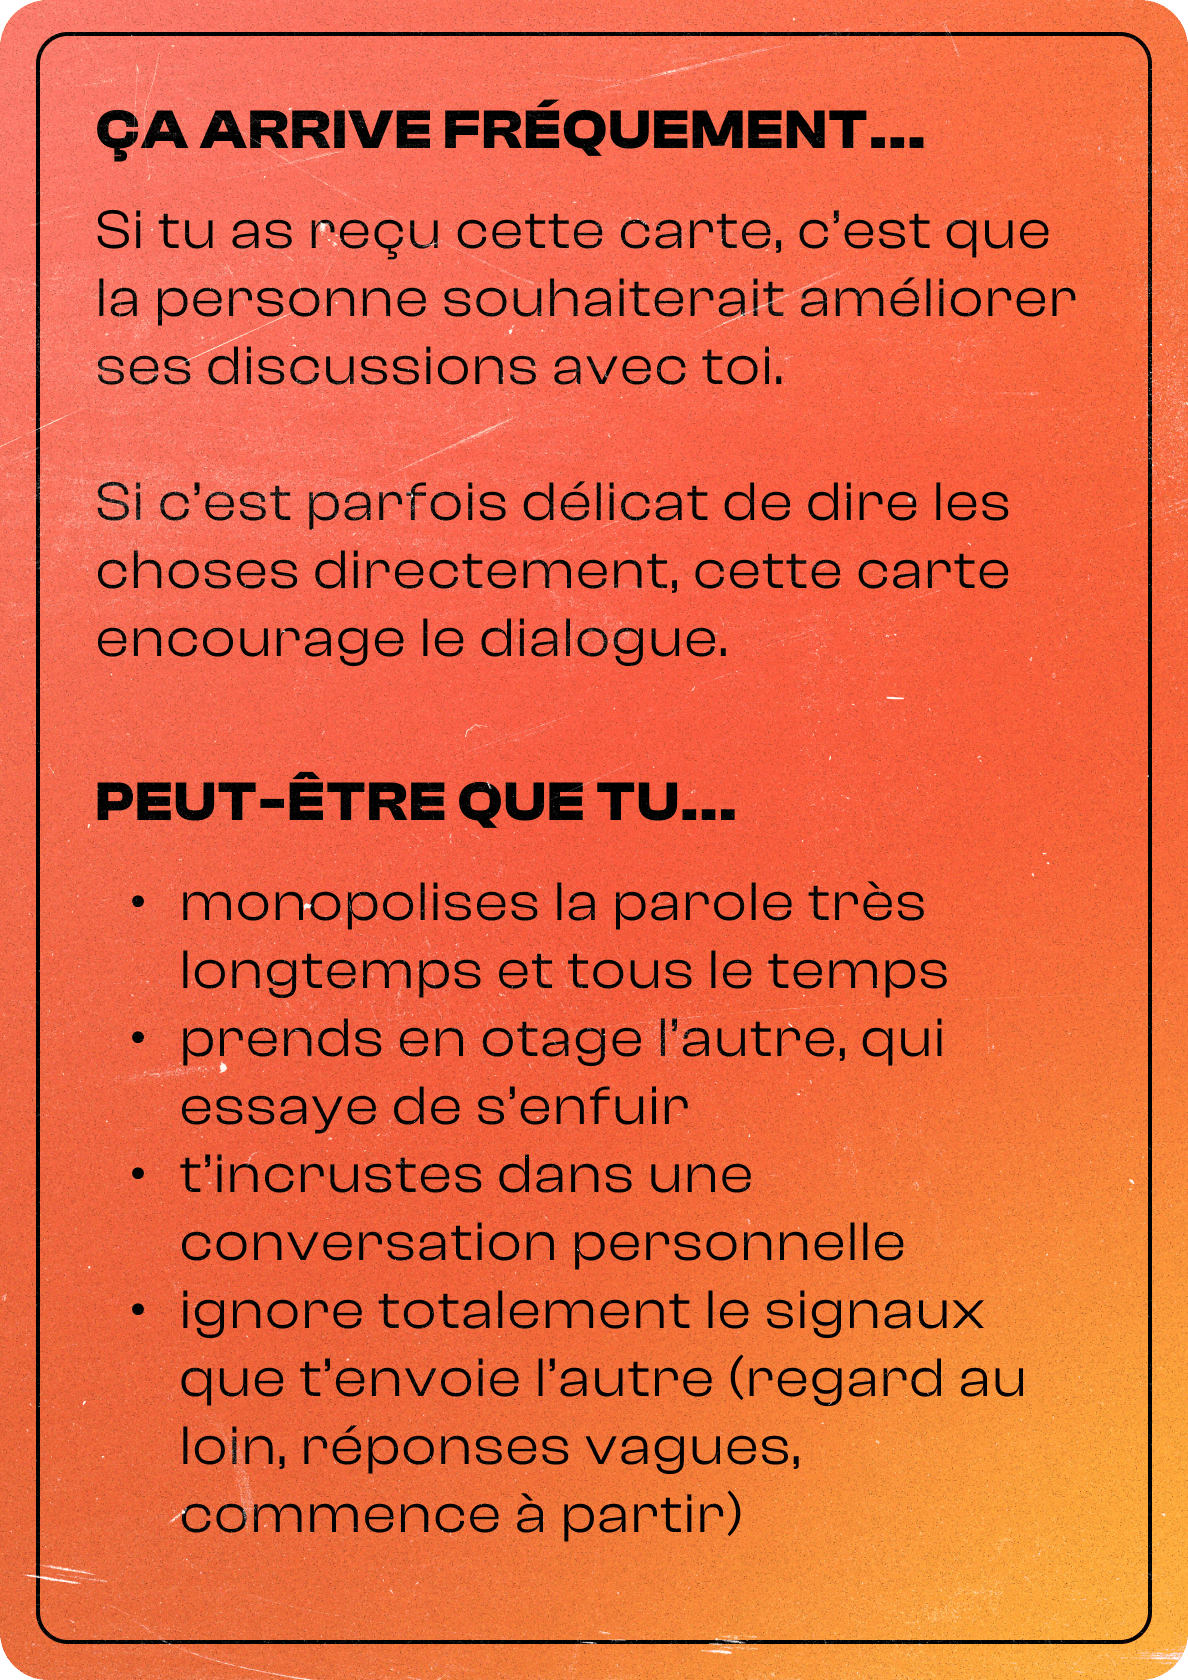 ÇA ARRIVE FRÉQUEMENT...
Si tu as reçu cette carte, c’est que
la personne souhaiterait améliorer
ses discussions avec toi.
Si c’est parfois délicat de dire les
choses directement, cette carte
encourage le dialogue.
PEUT-ÊTRE QUE TU...
• monopolises la parole très
longtemps et tous le temps
• prends en otage l’autre, qui
essaye de s’enfuir
• t’incrustes dans une
conversation personnelle
• ignore totalement le signaux
que t’envoie l’autre (regard au
loin, réponses vagues,
commence à partir)